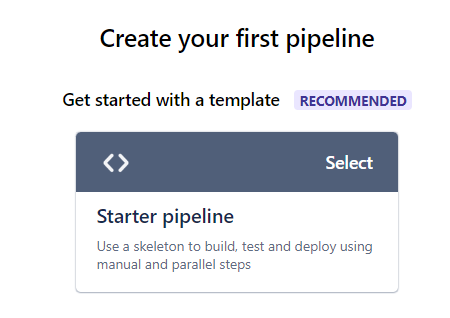 Create your first pipeline
Get started with a template RECOMMENDED
Select
Starter pipeline
Use a skeleton to build, test and deploy using
manual and parallel steps